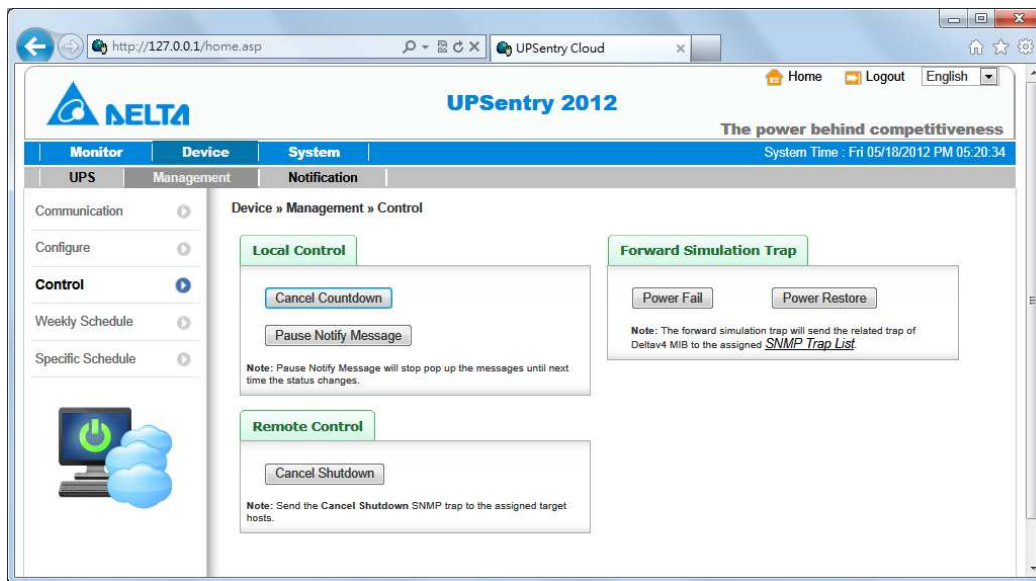 http://127.0.0.1/home.asp
UPSentry Cloud
Home
Logout
English
DELTA
UPSentry 2012
The power behind competitiveness
Monitor
Device
System
System Time : Fri 05/18/2012 PM 05:20:34
UPS
Management
Notification
Communication
Configure
Control
Weekly Schedule
Specific Schedule
Device » Management » Control
Local Control
Cancel Countdown
Pause Notify Message
Note: Pause Notify Message will stop pop up the messages until next
time the status changes.
Forward Simulation Trap
Power Fail
Power Restore
Note: The forward simulation trap will send the related trap of
Deltav4 MIB to the assigned SNMP Trap List.
Remote Control
Cancel Shutdown
Note: Send the Cancel Shutdown SNMP trap to the assigned target
hosts.